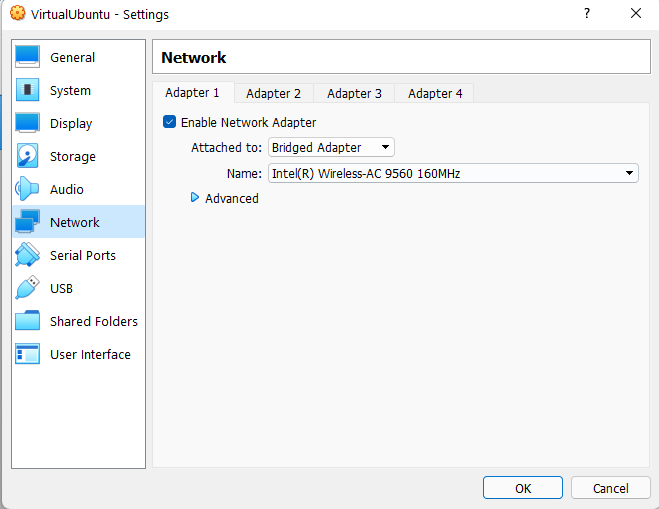 VirtualUbuntu - Settings
?
General
System
Display
Storage
Audio
Network
Serial Ports
USB
Shared Folders
User Interface
Network
Adapter 1 Adapter 2 Adapter 3 Adapter 4
Enable Network Adapter
Attached to: Bridged Adapter
Name: Intel(R) Wireless-AC 9560 160MHz
Advanced
OK Cancel